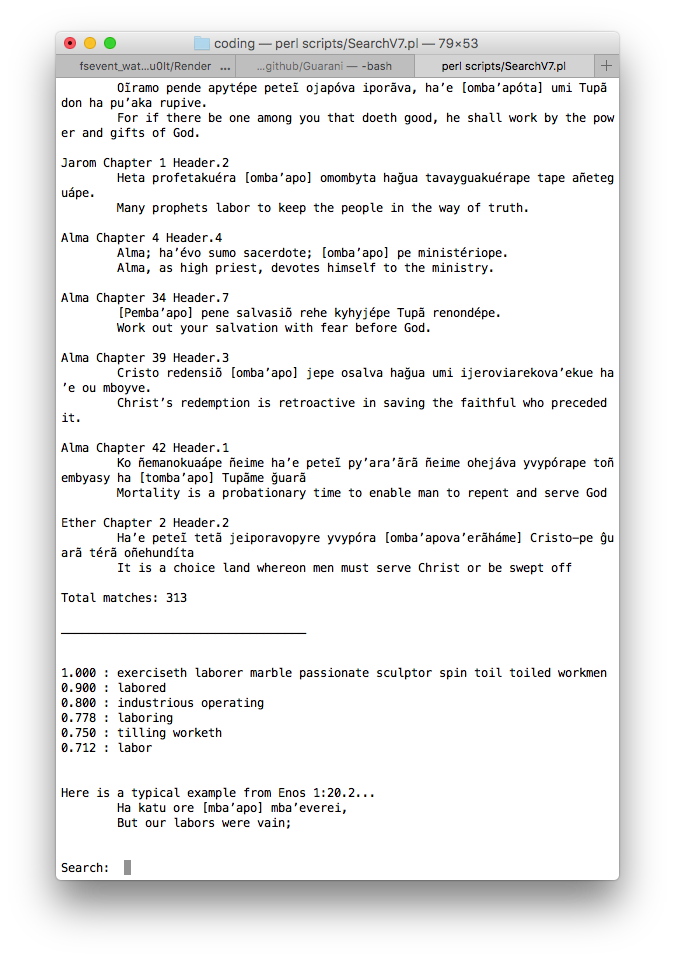 coding — perl scripts/SearchV7.pl — 79×53
fsevent_wat...u0lt/Render ...
...github/Guarani — -bash
perl scripts/SearchV7.pl
Oĩramo pende apytépe peteĩ ojapóva iporãva, ha’e [omba’apóta] umi Tupã
don ha pu’aka rupive.
For if there be one among you that doeth good, he shall work by the pow
er and gifts of God.
Jarom Chapter 1 Header.2
Heta profetakuéra [omba’apo] omombyta hag̃ua tavayguakuérape tape añeteg
uápe.
Many prophets labor to keep the people in the way of truth.
Alma Chapter 4 Header.4
Alma; ha’évo sumo sacerdote; [omba’apo] pe ministériope.
Alma, as high priest, devotes himself to the ministry.
Alma Chapter 34 Header.7
[Pemba’apo] pene salvasiõ rehe kyhyjépe Tupã renondépe.
Work out your salvation with fear before God.
Alma Chapter 39 Header.3
Cristo redensiõ [omba’apo] jepe osalva hag̃ua umi ijeroviarekova’ekue ha
’e ou mboyve.
Christ’s redemption is retroactive in saving the faithful who preceded
it.
Alma Chapter 42 Header.1
Ko ñemanokuaápe ñeime ha’e peteĩ py’ara’ãrã ñeime ohejáva yvypórape toñ
embyasy ha [tomba’apo] Tupãme g̃uarã
Mortality is a probationary time to enable man to repent and serve God
Ether Chapter 2 Header.2
Ha’e peteĩ tetã jeiporavopyre yvypóra [omba’apova’erãháme] Cristo-pe g̃u
arã térã oñehundíta
It is a choice land whereon men must serve Christ or be swept off
Total matches: 313
1.000 : exerciseth laborer marble passionate sculptor spin toil toiled workmen
0.900 : labored
0.800 : industrious operating
0.778 : laboring
0.750 : tilling worketh
0.712 : labor
Here is a typical example from Enos 1:20.2...
Ha katu ore [mba’apo] mba’everei,
But our labors were vain;
Search: